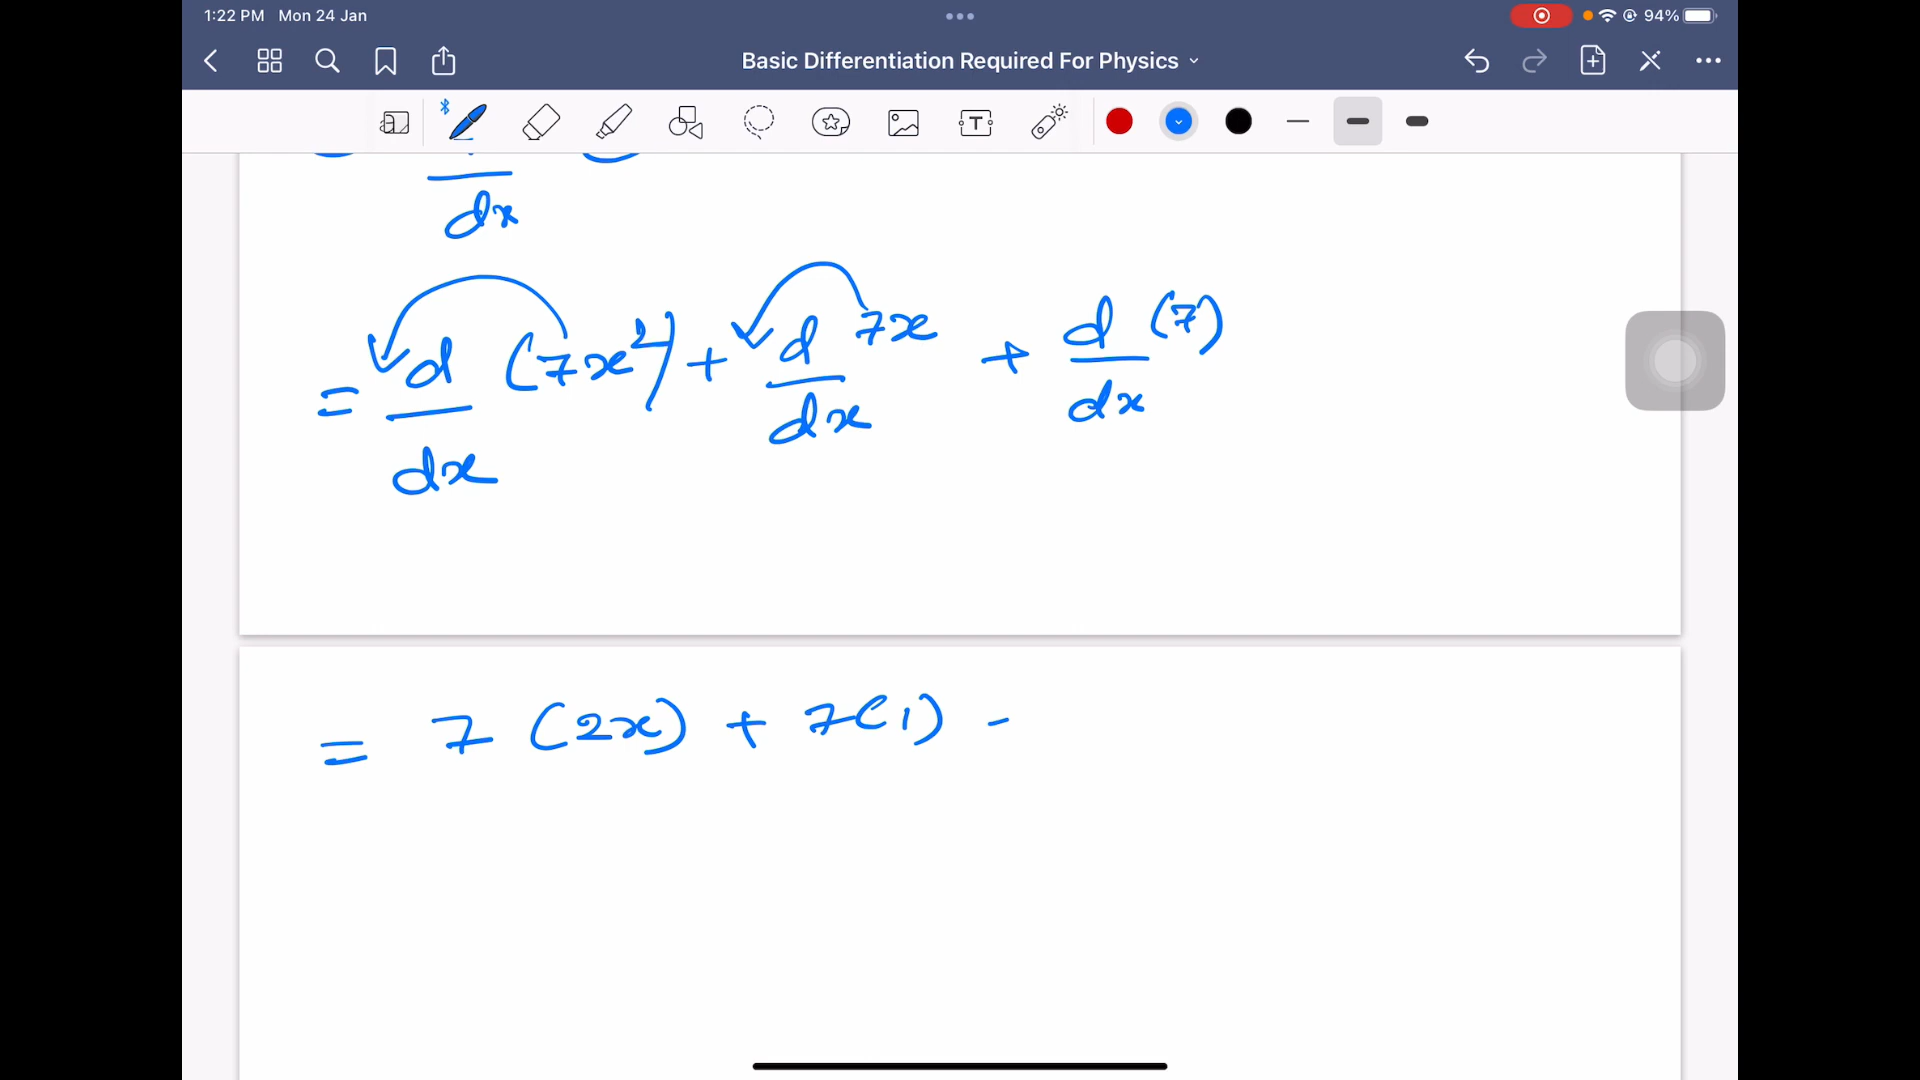 1:22 PM Mon 24 Jan
94%
Basic Differentiation Required For Physics
T
dx
= d/dx (7x²) + d/dx 7x + d/dx (7)
= 7 (2x) + 7(1) -